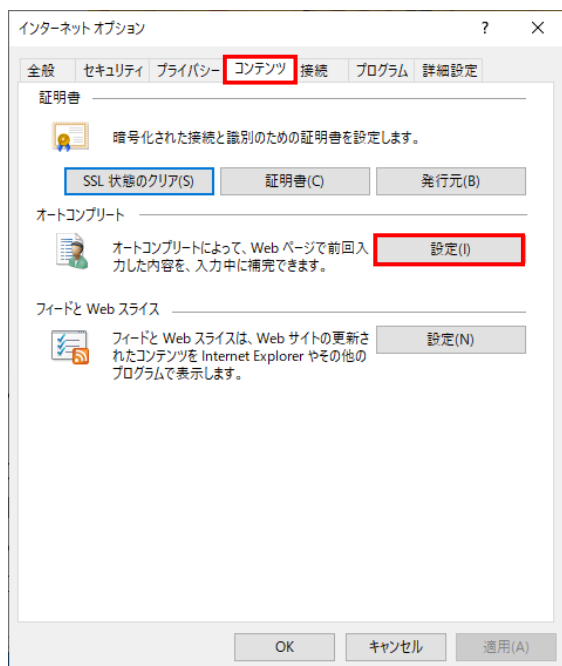 インターネット オプション ? ×
全般 セキュリティ プライバシー コンテンツ 接続 プログラム 詳細設定
証明書
暗号化された接続と識別のための証明書を設定します。
SSL 状態のクリア(S) 証明書(C) 発行元(B)
オートコンプリート
オートコンプリートによって、Web ページで前回入
力した内容を、入力中に補完できます。
設定(I)
フィードと Web スライス
フィードと Web スライスは、Web サイトの更新さ
れたコンテンツを Internet Explorer やその他の
プログラムで表示します。
設定(N)
OK キャンセル 適用(A)